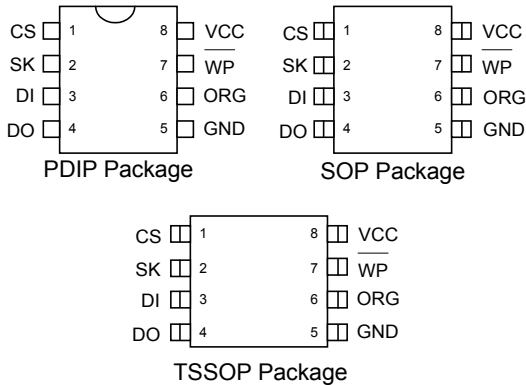 CS 1 8 VCC
SK 2 7 WP
DI 3 6 ORG
DO 4 5 GND
PDIP Package
CS 1 8 VCC
SK 2 7 WP
DI 3 6 ORG
DO 4 5 GND
SOP Package
CS 1 8 VCC
SK 2 7 WP
DI 3 6 ORG
DO 4 5 GND
TSSOP Package